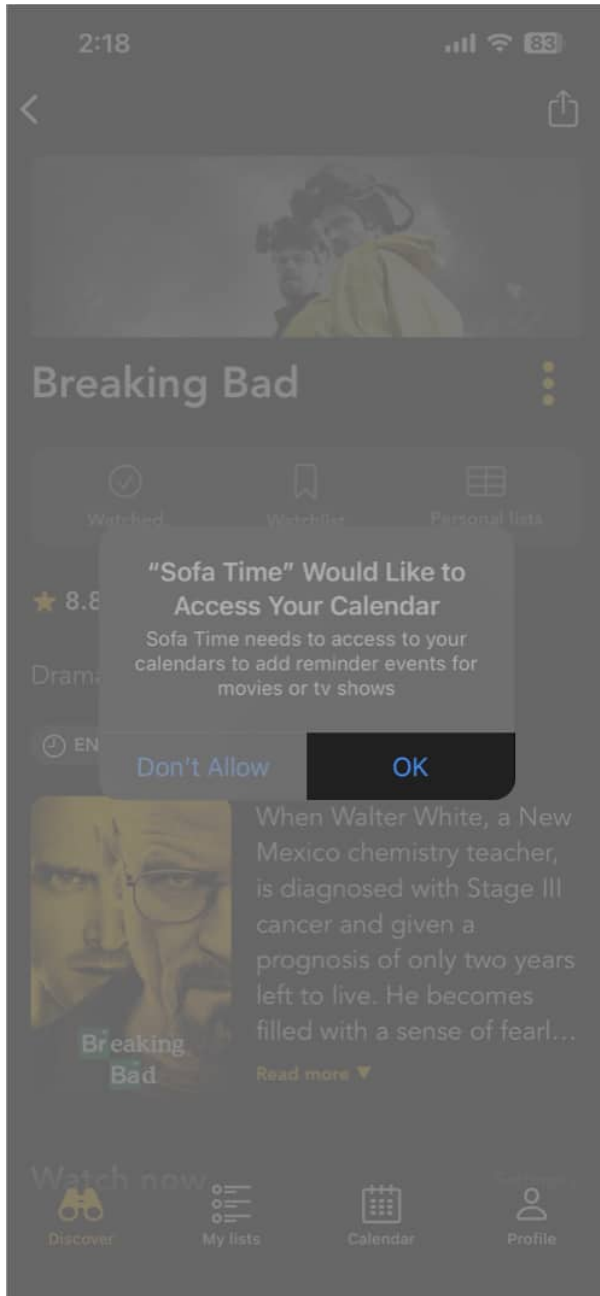 2:18
83
Breaking Bad
Watched
Watchlist
Personal lists
“Sofa Time” Would Like to
Access Your Calendar
Sofa Time needs to access to your
calendars to add reminder events for
movies or tv shows
Don't Allow
OK
8.8
EN
When Walter White, a New
Mexico chemistry teacher,
is diagnosed with Stage III
cancer and given a
prognosis of only two years
left to live. He becomes
filled with a sense of fearl...
Read more ▼
Breaking
Bad
Watch now
Discover
My lists
Calendar
Profile